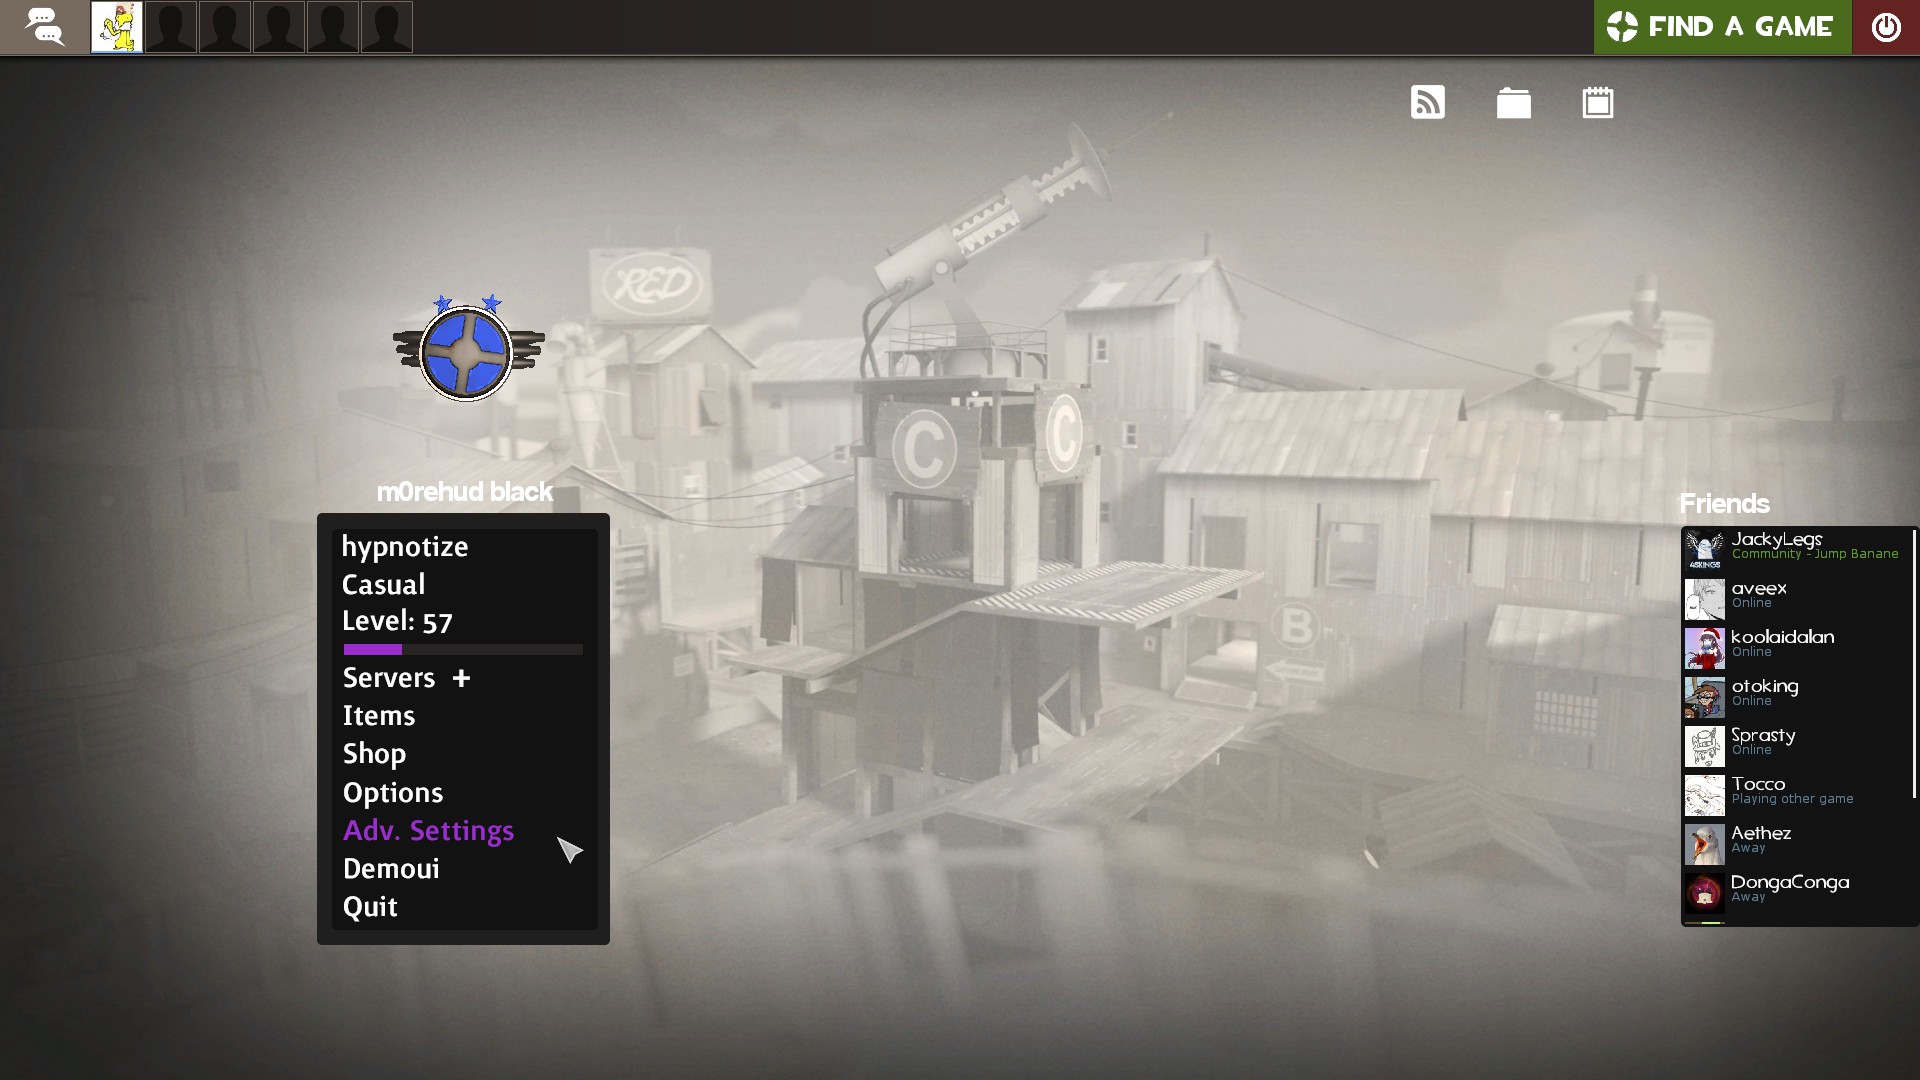 FIND A GAME
RED
C
C
B
m0rehud black
hypnotize
Casual
Level: 57
Servers +
Items
Shop
Options
Adv. Settings
Demoui
Quit
Friends
JackyLegs
Community - Jump Banane
4SKINGS
aveex
Online
koolaidalan
Online
otoking
Online
Sprasty
Online
Tocco
Playing other game
Aethez
Away
DongaConga
Away